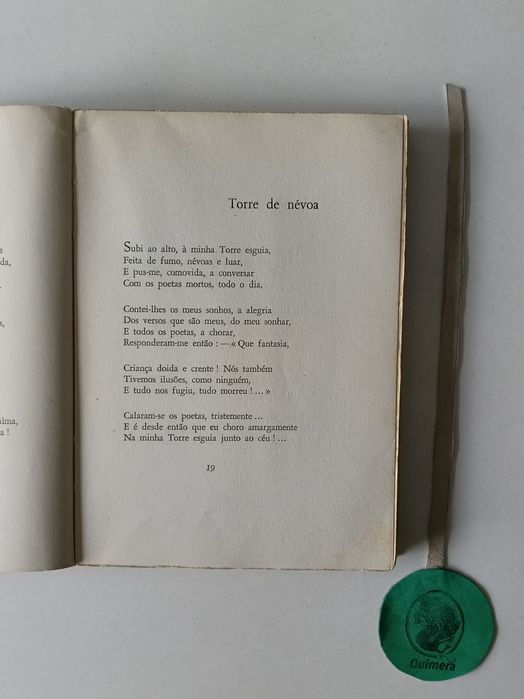 Torre de névoa
Subi ao alto, à minha Torre esguia,
Feita de fumo, névoas e luar,
E pus-me, comovida, a conversar
Com os poetas mortos, todo o dia.
Contei-lhes os meus sonhos, a alegria
Dos versos que são meus, do meu sonhar,
E todos os poetas, a chorar,
Responderam-me então : — « Que fantasia,
Criança doida e crente ! Nós também
Tivemos ilusões, como ninguém,
E tudo nos fugiu, tudo morreu ! ... »
Calaram-se os poetas, tristemente ...
E é desde então que eu choro amargamente
Na minha Torre esguia junto ao céu ! ...
19
Quimera